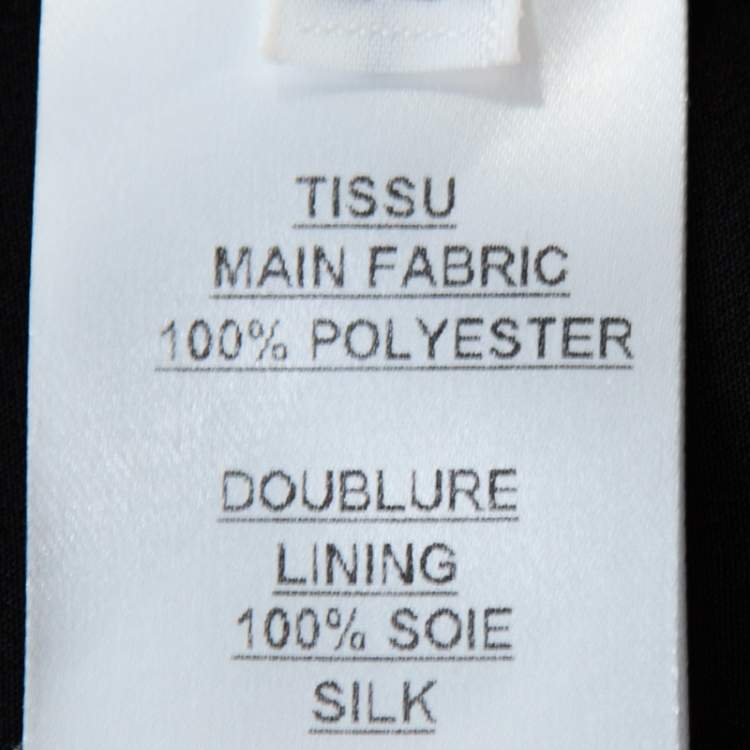 TISSU
MAIN FABRIC
100% POLYESTER
DOUBLURE
LINING
100% SOIE
SILK